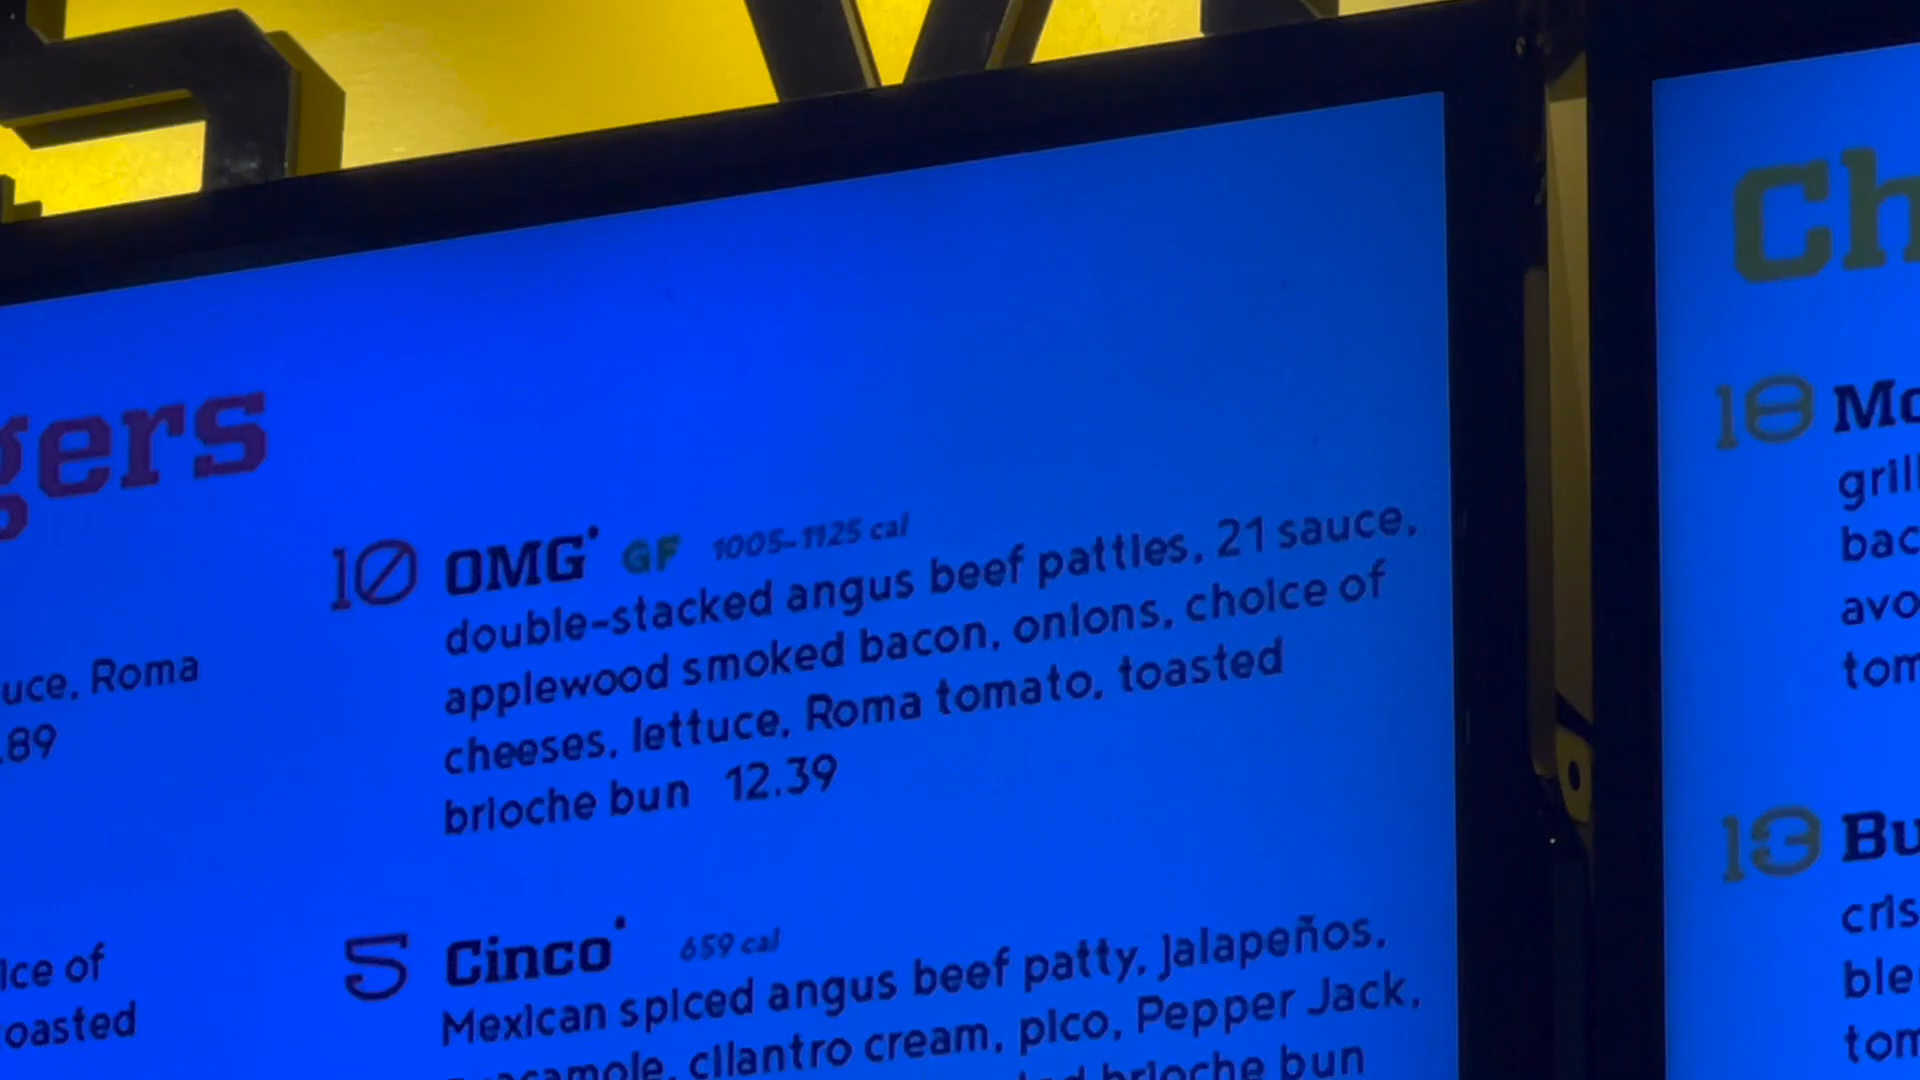 gers
uce, Roma
.89
ice of
oasted
10 OMG* GF 1005-1125 cal
double-stacked angus beef patties, 21 sauce,
applewood smoked bacon, onions, choice of
cheeses, lettuce, Roma tomato, toasted
brioche bun 12.39
5 Cinco* 659 cal
Mexican spiced angus beef patty, jalapeños,
guacamole, cilantro cream, pico, Pepper Jack,
brioche bun
Ch
18 Mo
grill
bac
avo
tom
13 Bu
cris
ble
tom